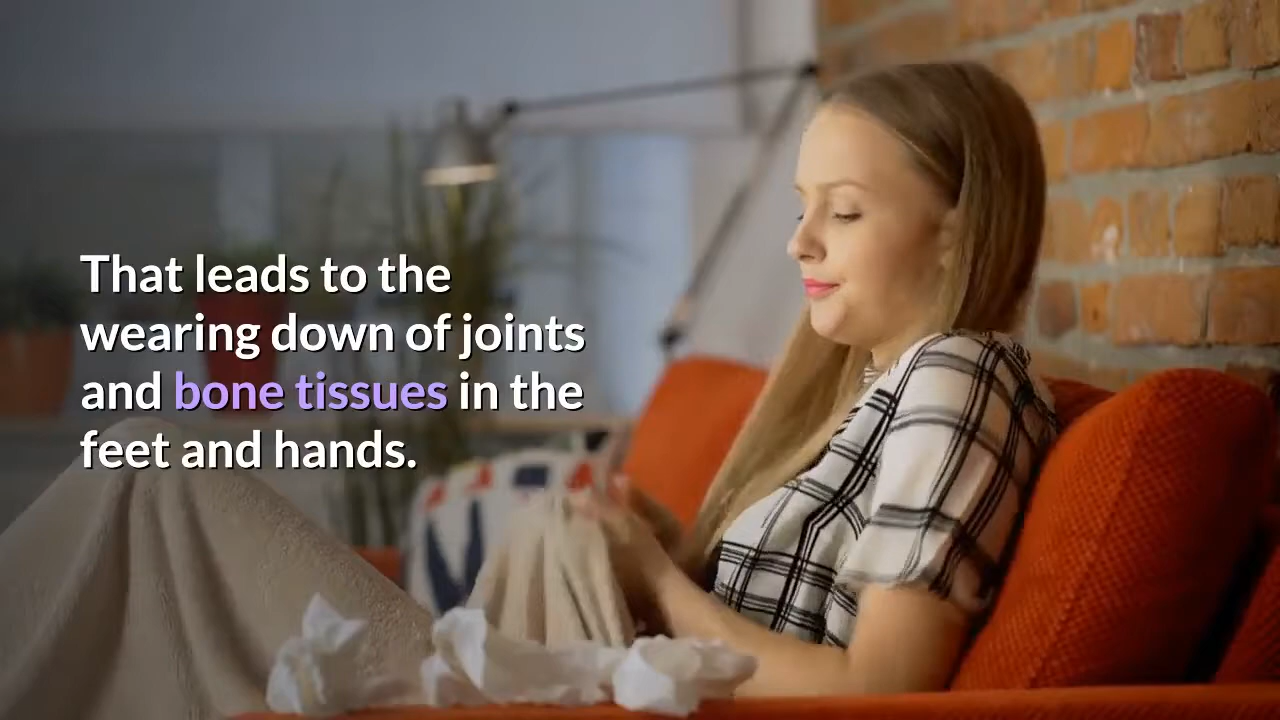 That leads to the
wearing down of joints
and bone tissues in the
feet and hands.